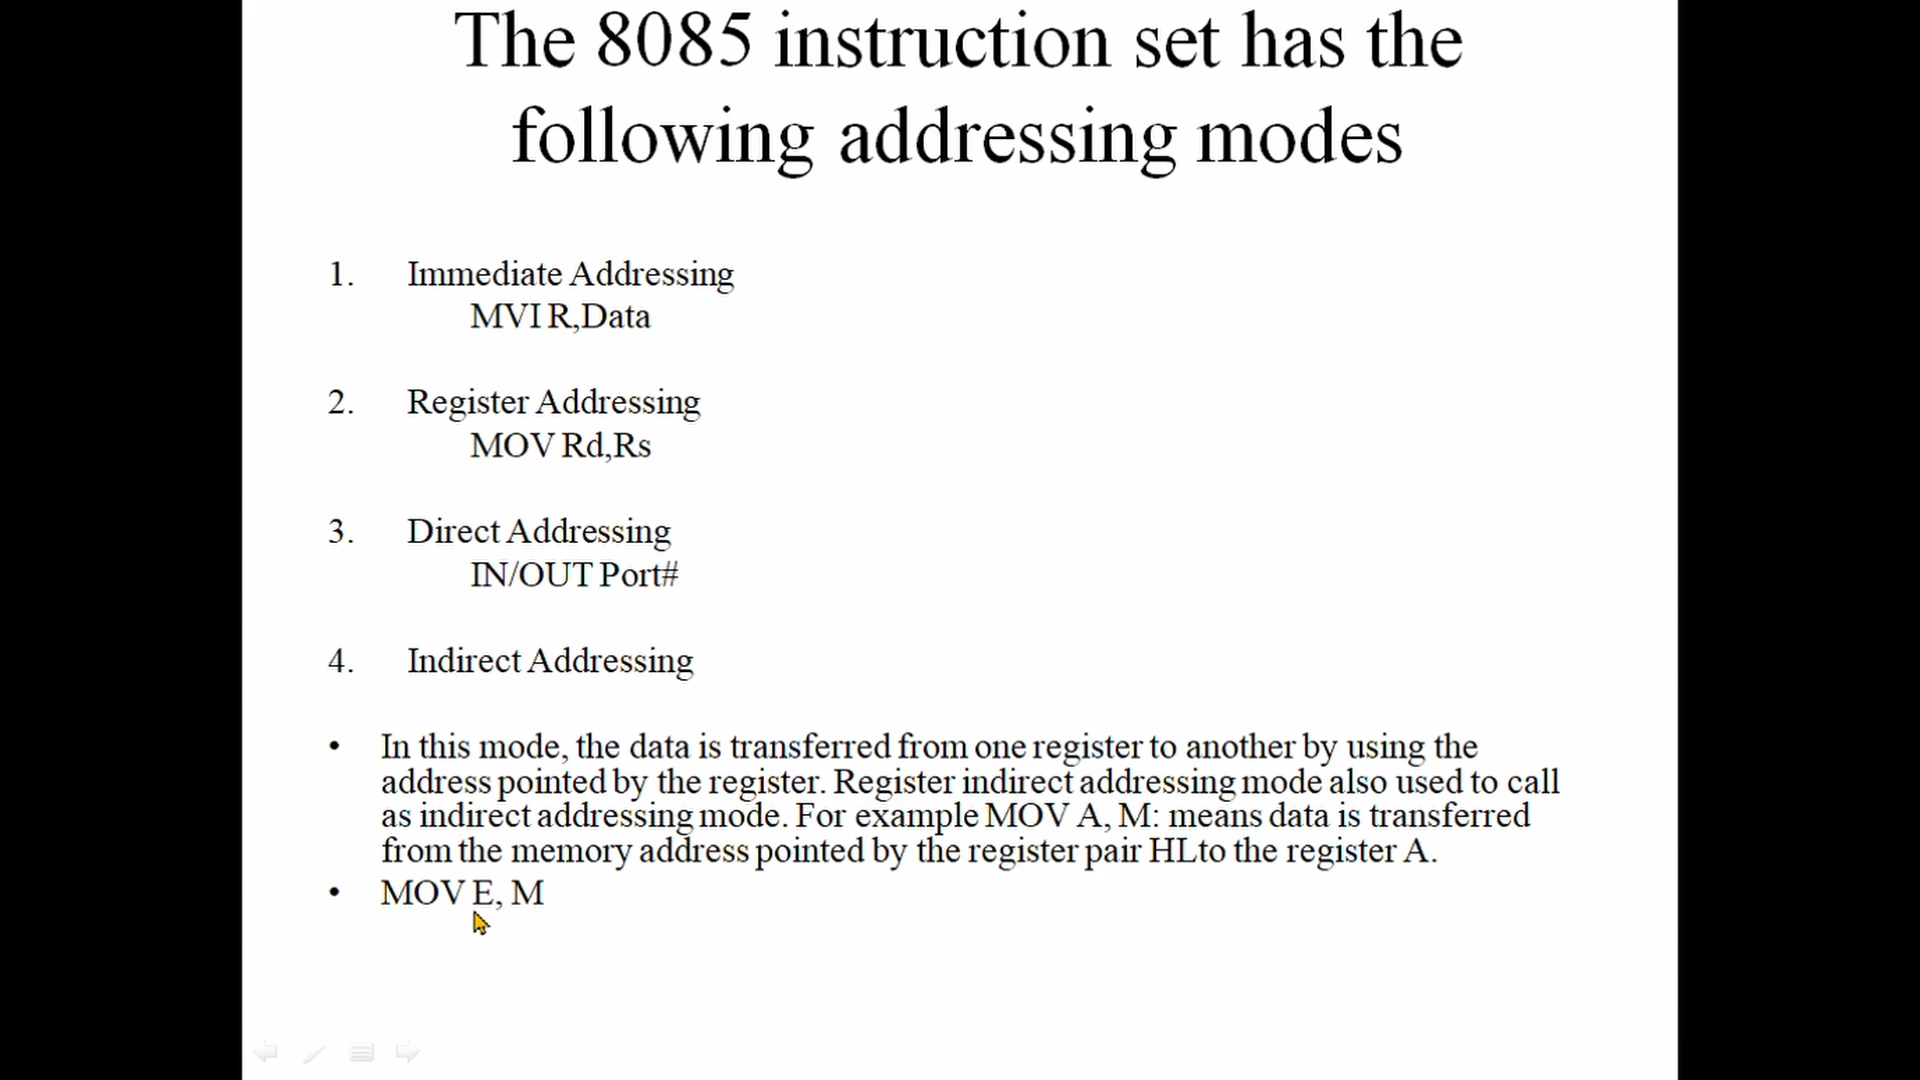 The 8085 instruction set has the
following addressing modes
1. Immediate Addressing
MVI R,Data
2. Register Addressing
MOV Rd,Rs
3. Direct Addressing
IN/OUT Port#
4. Indirect Addressing
• In this mode, the data is transferred from one register to another by using the
address pointed by the register. Register indirect addressing mode also used to call
as indirect addressing mode. For example MOV A, M: means data is transferred
from the memory address pointed by the register pair HLto the register A.
• MOV E, M